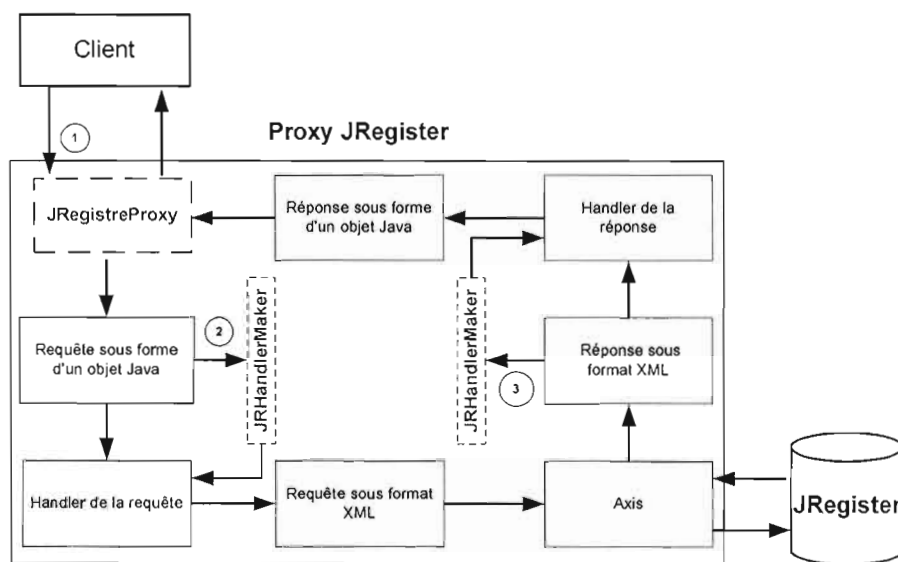 Client
1
Proxy JRegister
JRegistreProxy
Réponse sous forme
d'un objet Java
Handler de la
réponse
Requête sous forme
d'un objet Java
2
JRHandlerMaker
JRHandlerMaker
3
Réponse sous
format XML
Handler de la requête
Requête sous format
XML
Axis
JRegister